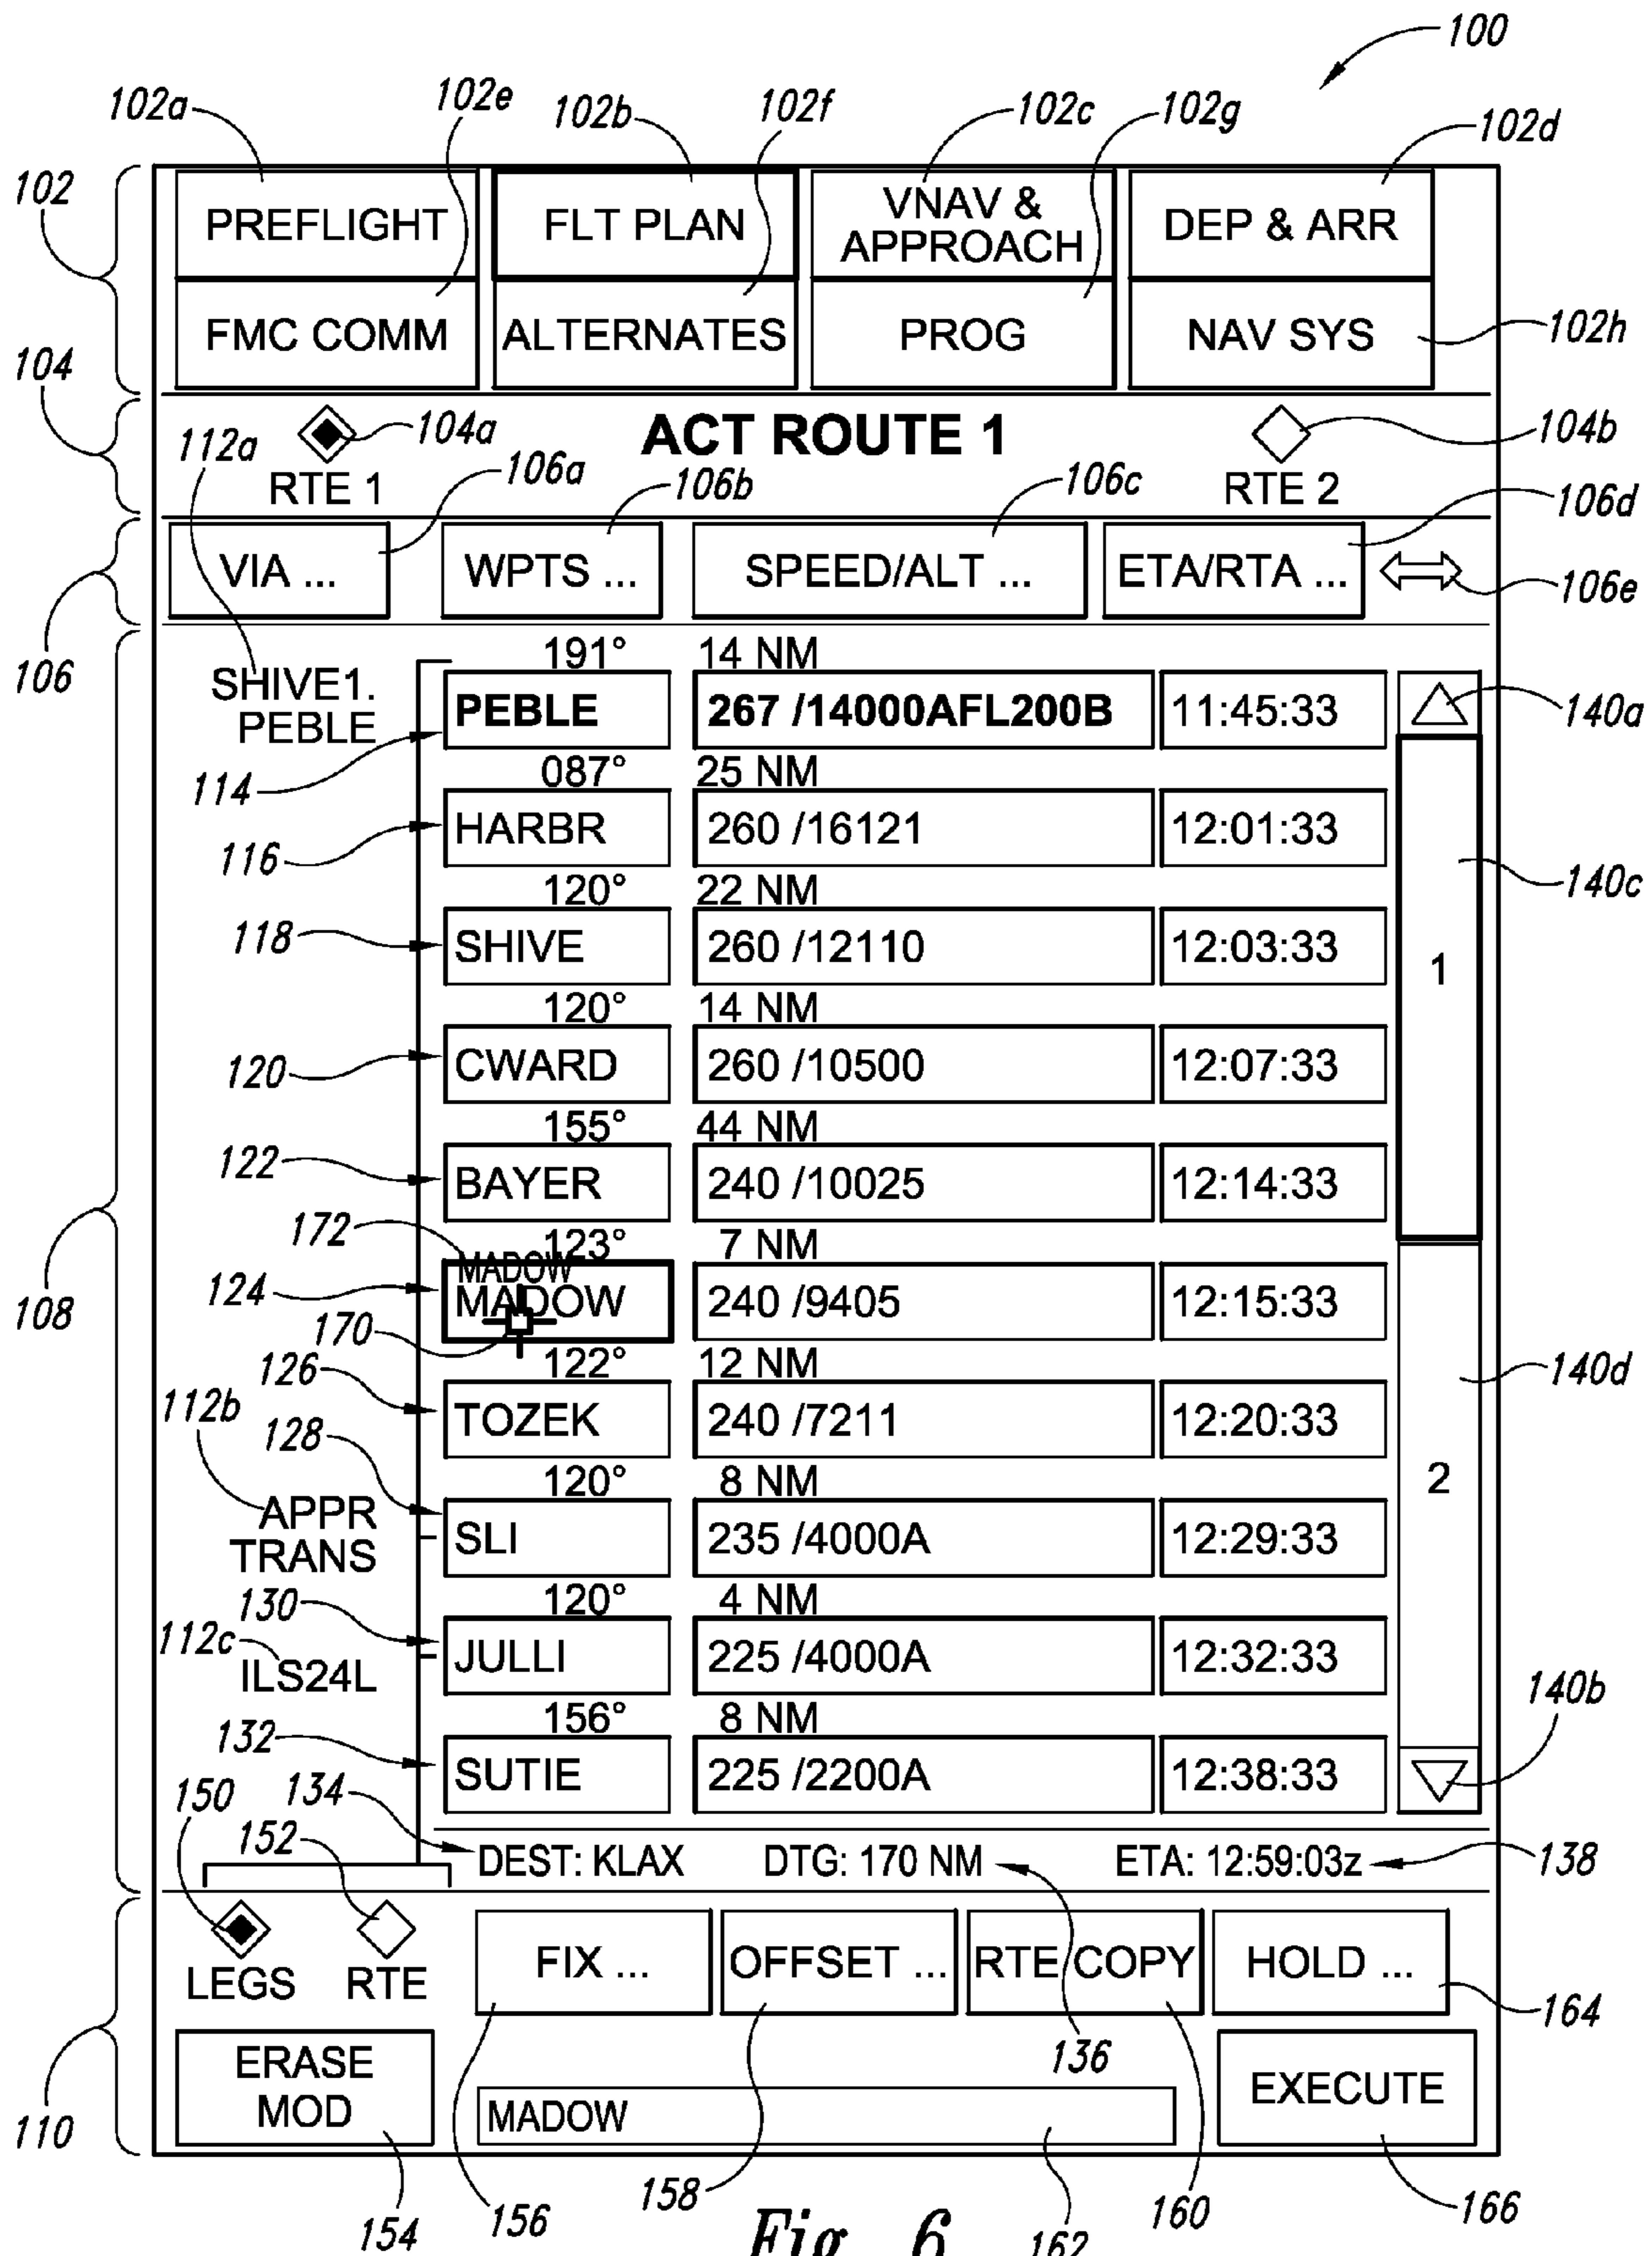 100
102a
102e
102b
102f
102c
102g
102d
102
PREFLIGHT
FLT PLAN
VNAV &
APPROACH
DEP & ARR
FMC COMM
ALTERNATES
PROG
NAV SYS
102h
104
112a
104a
RTE 1
ACT ROUTE 1
104b
RTE 2
106a
106b
106c
106d
VIA ...
WPTS ...
SPEED/ALT ...
ETA/RTA ...
106e
106
191° 14 NM
SHIVE1.
PEBLE
PEBLE
267 /14000AFL200B
11:45:33
140a
114
087° 25 NM
HARBR
260 /16121
12:01:33
116
140c
120° 22 NM
118
SHIVE
260 /12110
12:03:33
1
120° 14 NM
120
CWARD
260 /10500
12:07:33
155° 44 NM
122
BAYER
240 /10025
12:14:33
172
123° 7 NM
MADOW
124
MADOW
240 /9405
12:15:33
108
170
122° 12 NM
140d
126
112b
128
TOZEK
240 /7211
12:20:33
2
120° 8 NM
APPR
TRANS
SLI
235 /4000A
12:29:33
130
120° 4 NM
112c
ILS24L
JULLI
225 /4000A
12:32:33
140b
156° 8 NM
132
SUTIE
225 /2200A
12:38:33
150
134
152
DEST: KLAX
DTG: 170 NM
ETA: 12:59:03z
138
LEGS
RTE
FIX ...
OFFSET ...
RTE COPY
HOLD ...
164
136
110
ERASE
MOD
MADOW
EXECUTE
154
156
158
162
160
166
Fig. 6